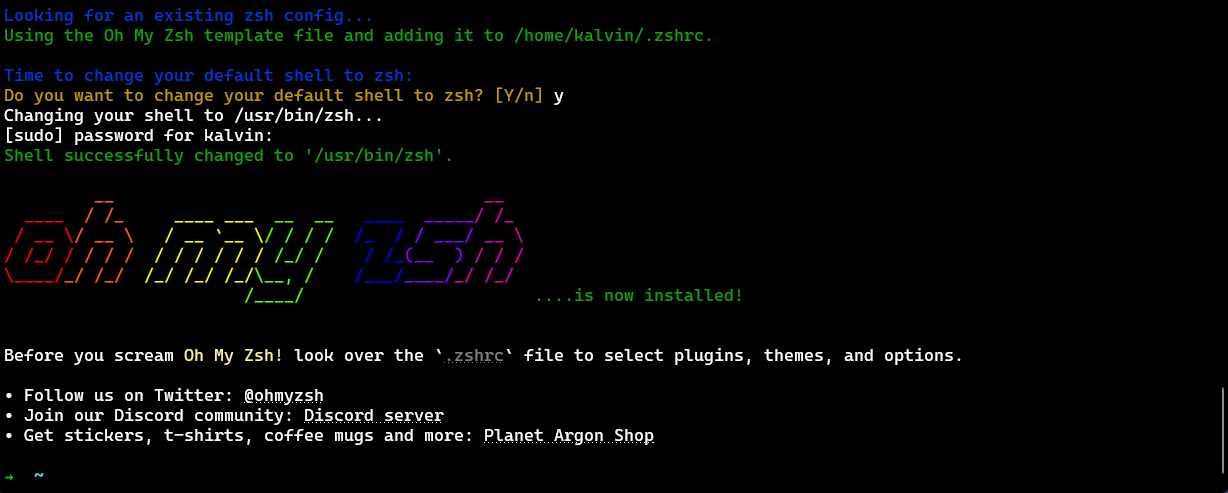 Looking for an existing zsh config...
Using the Oh My Zsh template file and adding it to /home/kalvin/.zshrc.
Time to change your default shell to zsh:
Do you want to change your default shell to zsh? [Y/n] y
Changing your shell to /usr/bin/zsh...
[sudo] password for kalvin:
Shell successfully changed to '/usr/bin/zsh'.
oh my zsh
....is now installed!
Before you scream Oh My Zsh! look over the `.zshrc` file to select plugins, themes, and options.
• Follow us on Twitter: @ohmyzsh
• Join our Discord community: Discord server
• Get stickers, t-shirts, coffee mugs and more: Planet Argon Shop
→ ~